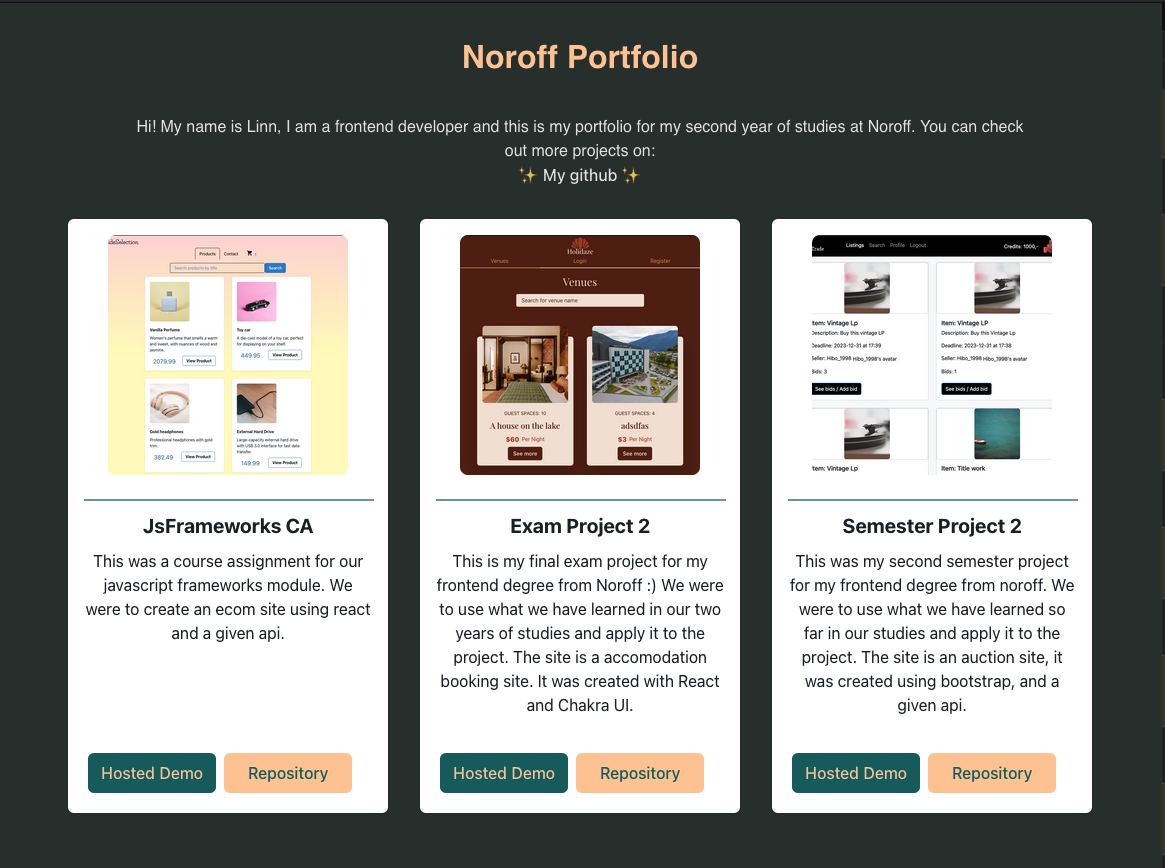 Noroff Portfolio
Hi! My name is Linn, I am a frontend developer and this is my portfolio for my second year of studies at Noroff. You can check
out more projects on:
✨ My github ✨
Products
Contact
Search products by title
Search
Vanilla Perfume
Women's perfume that smells warm
and sweet, with nuances of wood and
jasmine.
2079.99
View Product
Toy car
A die-cast model of a toy car, perfect
for displaying on your shelf.
449.95
View Product
Gold headphones
Professional headphones with gold
trim.
382.49
View Product
External Hard Drive
Large-capacity external hard drive
with USB 3.0 interface for fast data
transfer.
149.99
View Product
JsFrameworks CA
This was a course assignment for our
javascript frameworks module. We
were to create an ecom site using react
and a given api.
Hosted Demo
Repository
Holidaze
Venues
Login
Register
Venues
Search for venue name
GUEST SPACES: 10
A house on the lake
$60 Per Night
See more
GUEST SPACES: 4
adsdfas
$3 Per Night
See more
Exam Project 2
This is my final exam project for my
frontend degree from Noroff :) We were
to use what we have learned in our two
years of studies and apply it to the
project. The site is a accomodation
booking site. It was created with React
and Chakra UI.
Hosted Demo
Repository
Listings
Search
Profile
Logout
Credits: 1000,-
Item: Vintage Lp
Description: Buy this vintage LP
Deadline: 2023-12-31 at 17:39
Seller: Hibo_1998 Hibo_1998's avatar
Bids: 3
See bids / Add bid
Item: Vintage LP
Description: Buy this Vintage Lp
Deadline: 2023-12-31 at 17:38
Seller: Hibo_1998 Hibo_1998's avatar
Bids: 1
See bids / Add bid
Item: Vintage Lp
Item: Title work
Semester Project 2
This was my second semester project
for my frontend degree from noroff. We
were to use what we have learned so
far in our studies and apply it to the
project. The site is an auction site, it
was created using bootstrap, and a
given api.
Hosted Demo
Repository